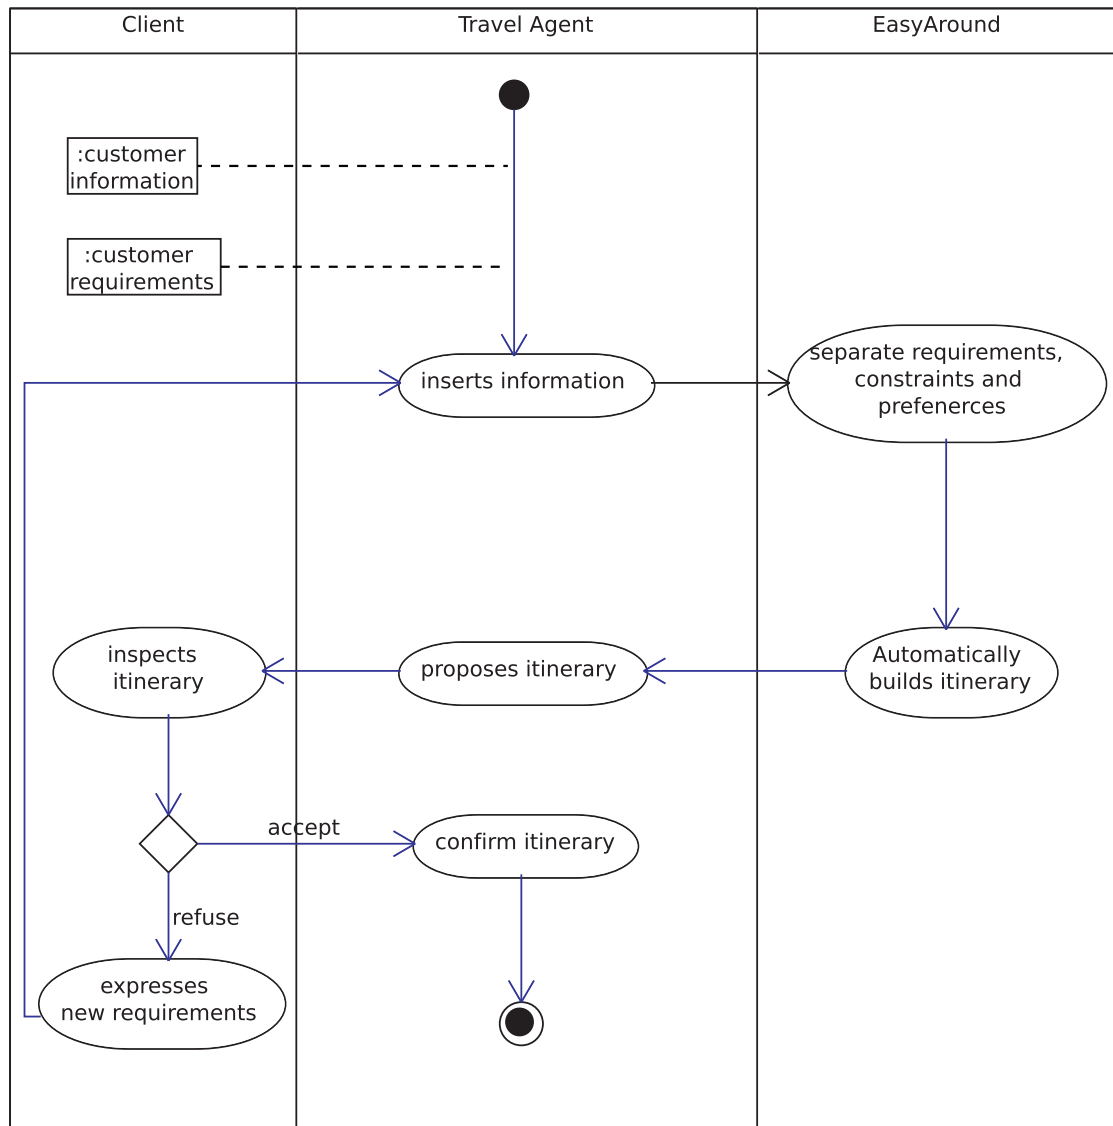 Client
Travel Agent
EasyAround
:customer
information
:customer
requirements
inserts information
separate requirements,
constraints and
prefenerces
inspects
itinerary
proposes itinerary
Automatically
builds itinerary
accept
confirm itinerary
refuse
expresses
new requirements